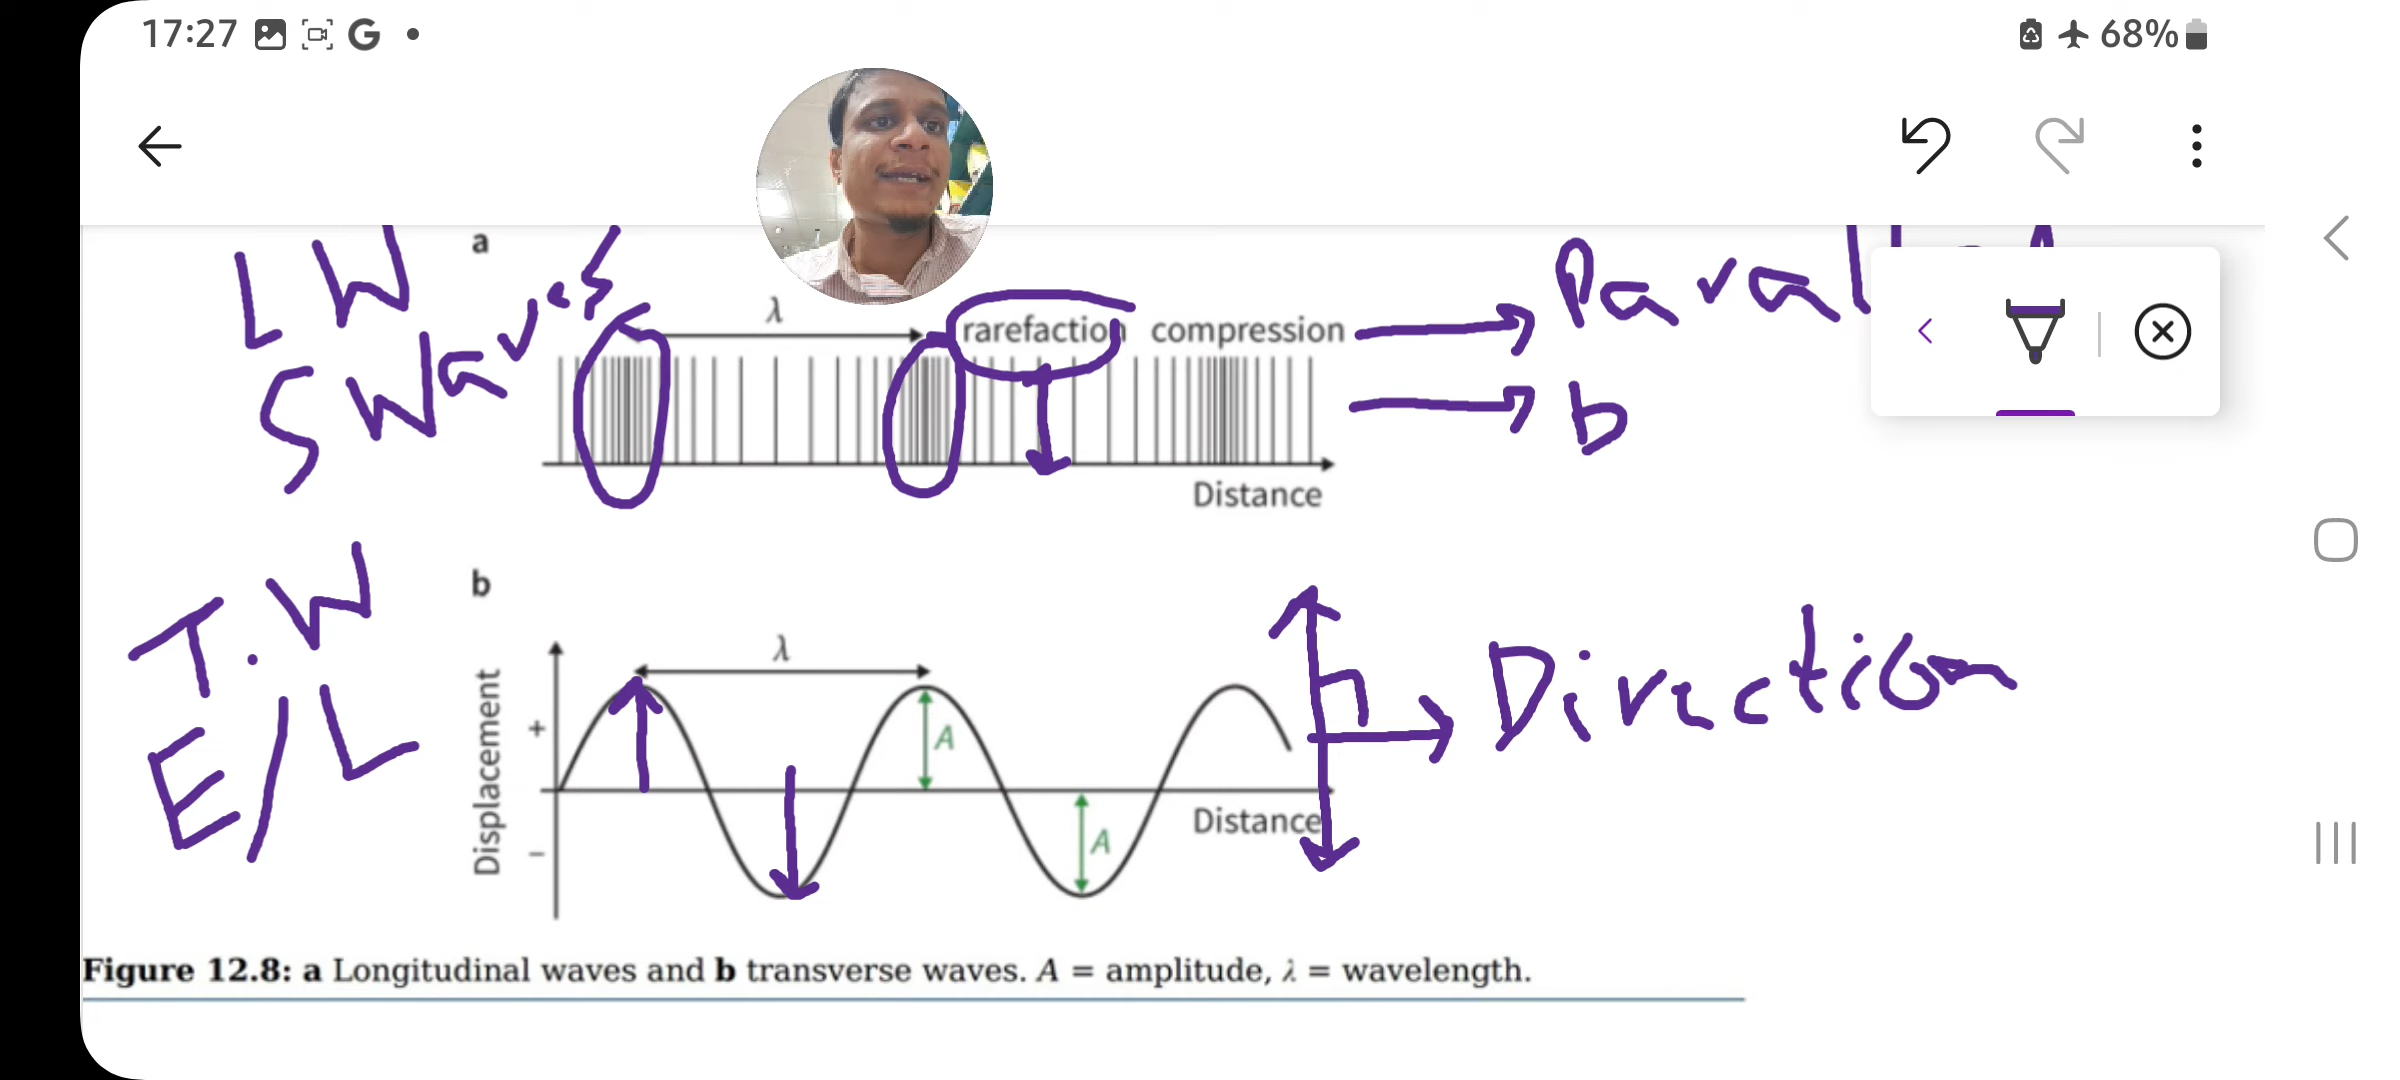 17:27 G 68%
LW
a
S Waves
λ
rarefaction compression
Paral
b
Distance
T.W
E/L
b
λ
Displacement
+
−
A
A
Distance
Direction
Figure 12.8: a Longitudinal waves and b transverse waves. A = amplitude, λ = wavelength.